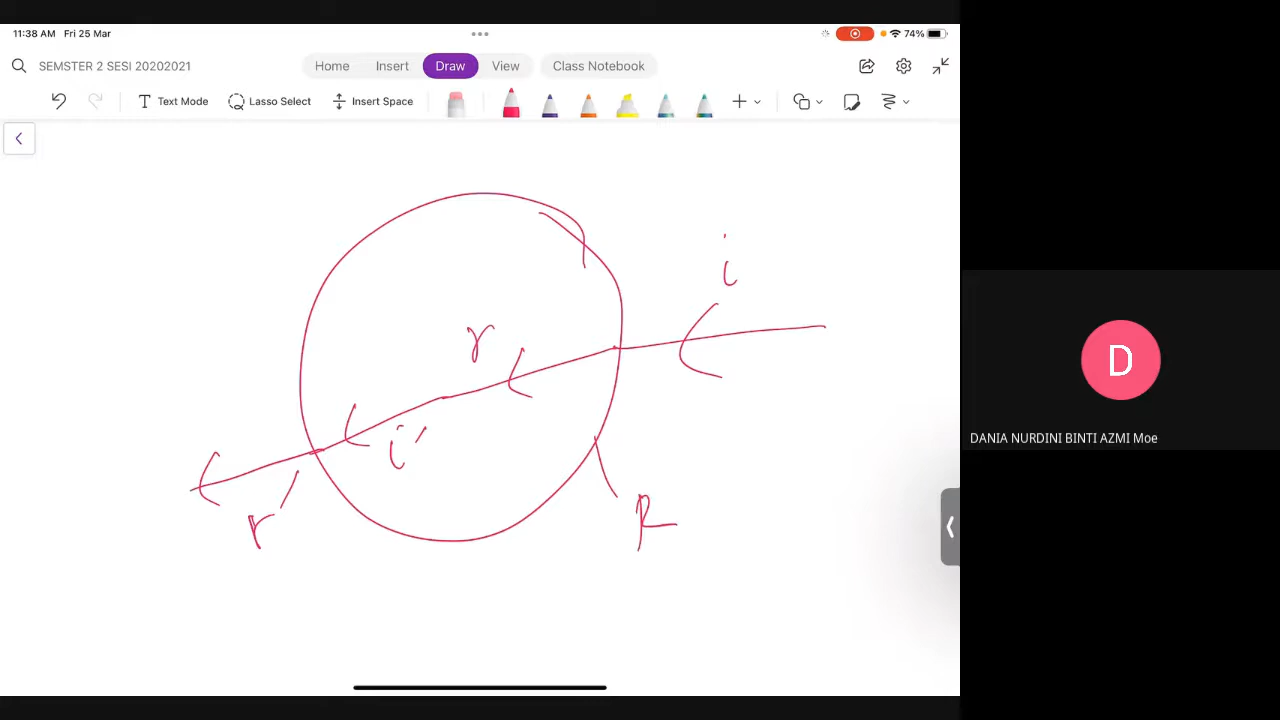 11:38 AM Fri 25 Mar
74%
SEMSTER 2 SESI 20202021
Home Insert Draw View Class Notebook
Text Mode Lasso Select Insert Space
i
r
i'
r'
R
D
DANIA NURDINI BINTI AZMI Moe